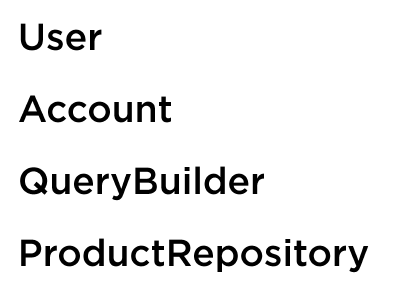 User
Account
QueryBuilder
ProductRepository